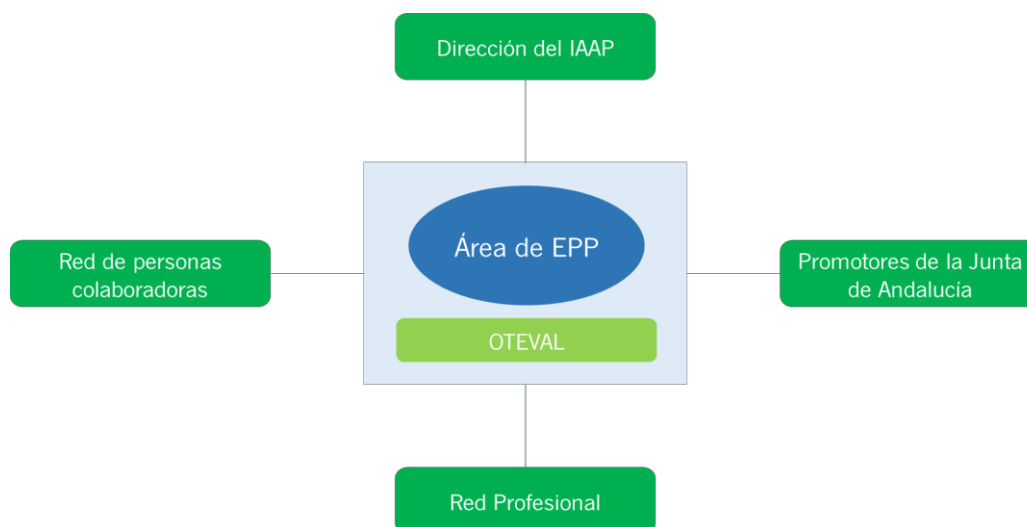 Dirección del IAAP
Área de EPP
Red de personas
colaboradoras
Promotores de la Junta
de Andalucía
OTEVAL
Red Profesional